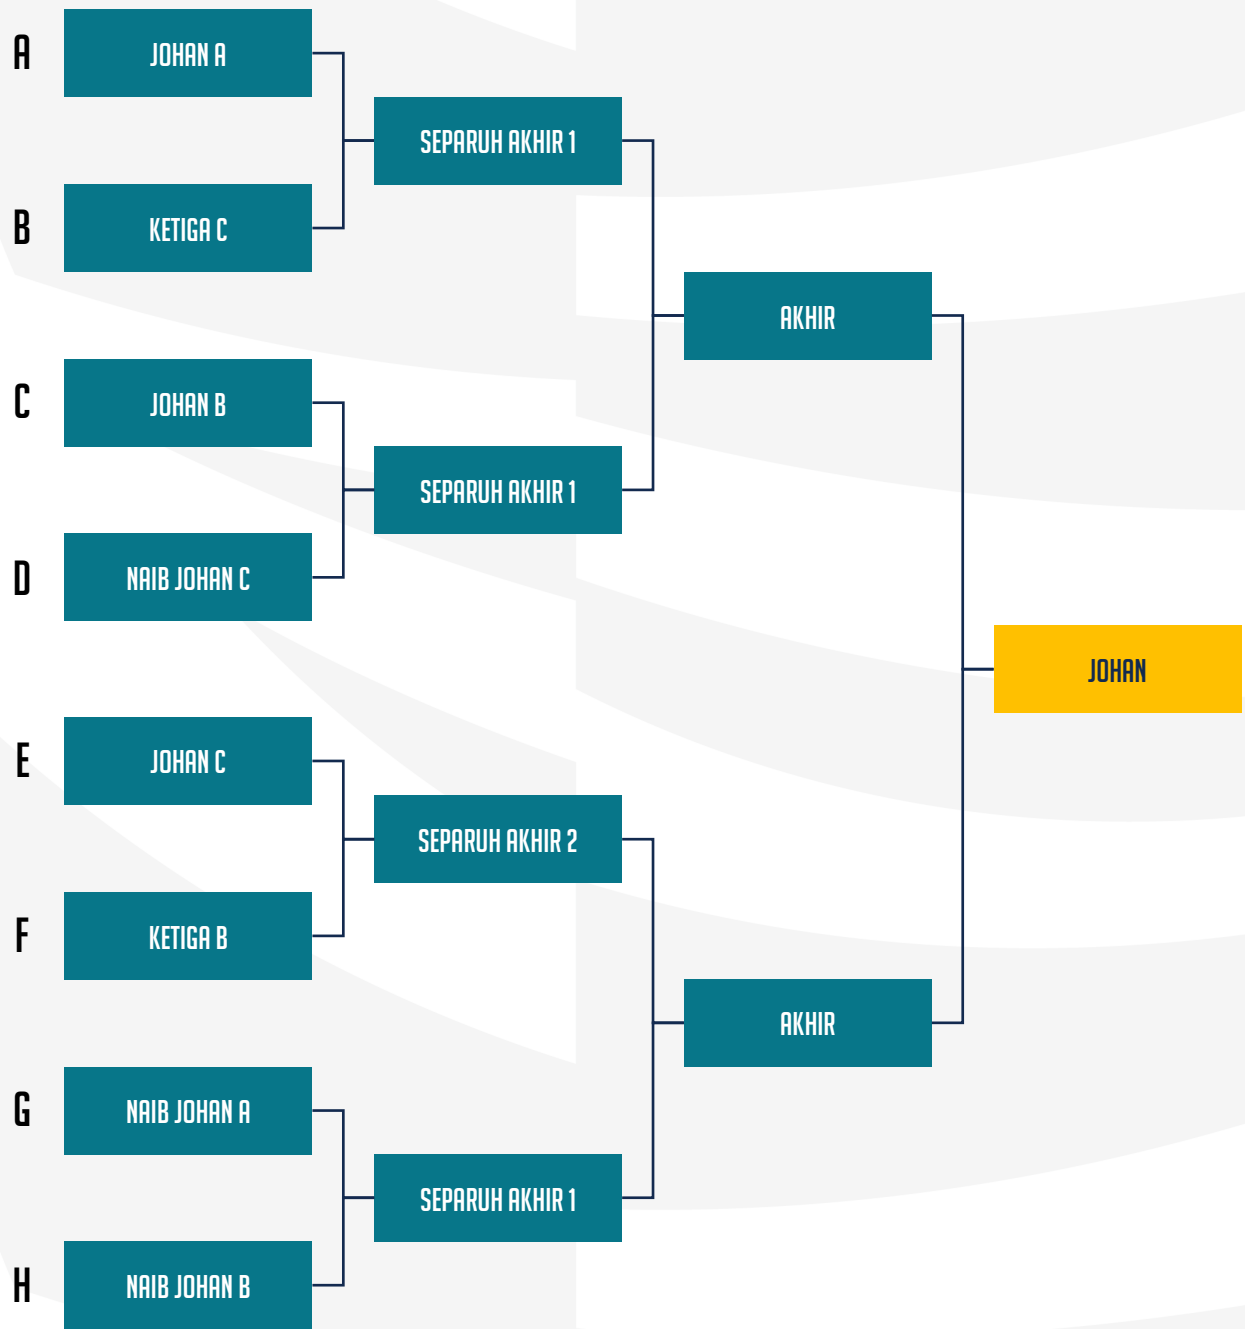 A
JOHAN A
SEPARUH AKHIR 1
B
KETIGA C
AKHIR
C
JOHAN B
SEPARUH AKHIR 1
D
NAIB JOHAN C
JOHAN
E
JOHAN C
SEPARUH AKHIR 2
F
KETIGA B
AKHIR
G
NAIB JOHAN A
SEPARUH AKHIR 1
H
NAIB JOHAN B